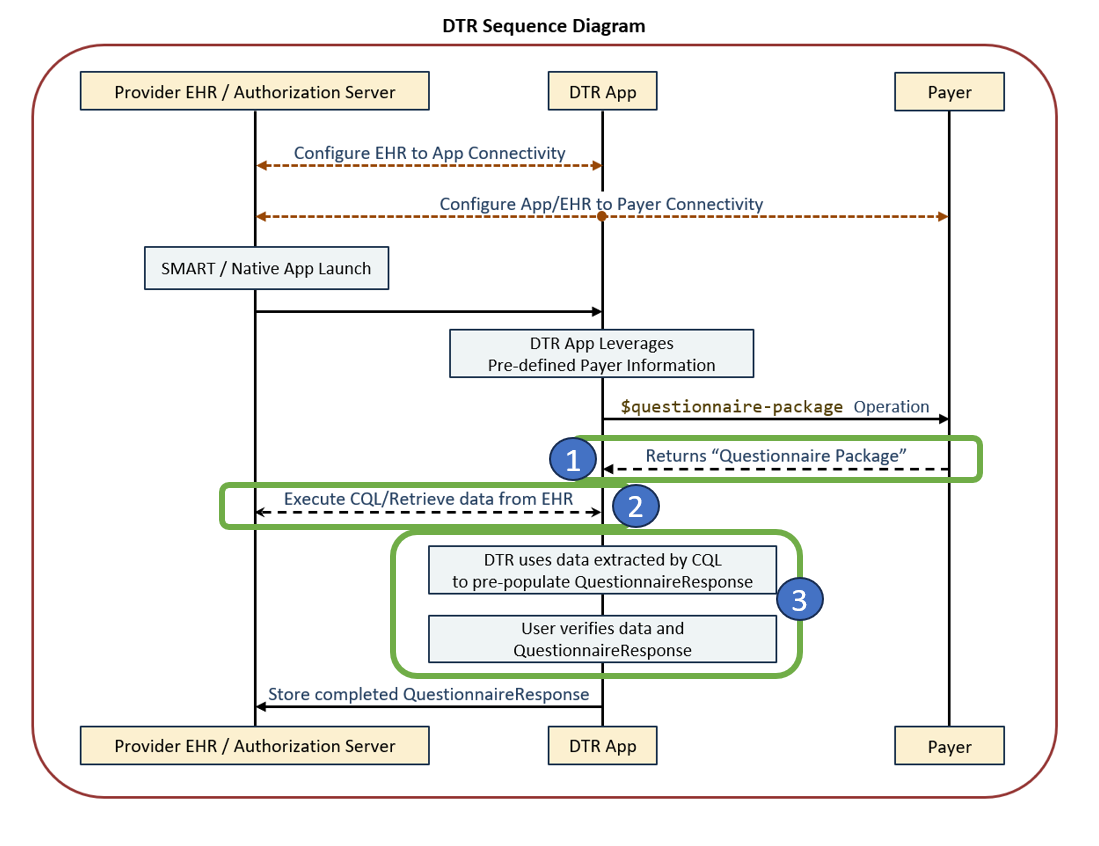 DTR Sequence Diagram
Provider EHR / Authorization Server
DTR App
Payer
Configure EHR to App Connectivity
Configure App/EHR to Payer Connectivity
SMART / Native App Launch
DTR App Leverages
Pre-defined Payer Information
$questionnaire-package Operation
1
Returns “Questionnaire Package”
Execute CQL/Retrieve data from EHR
2
DTR uses data extracted by CQL
to pre-populate QuestionnaireResponse
3
User verifies data and
QuestionnaireResponse
Store completed QuestionnaireResponse
Provider EHR / Authorization Server
DTR App
Payer